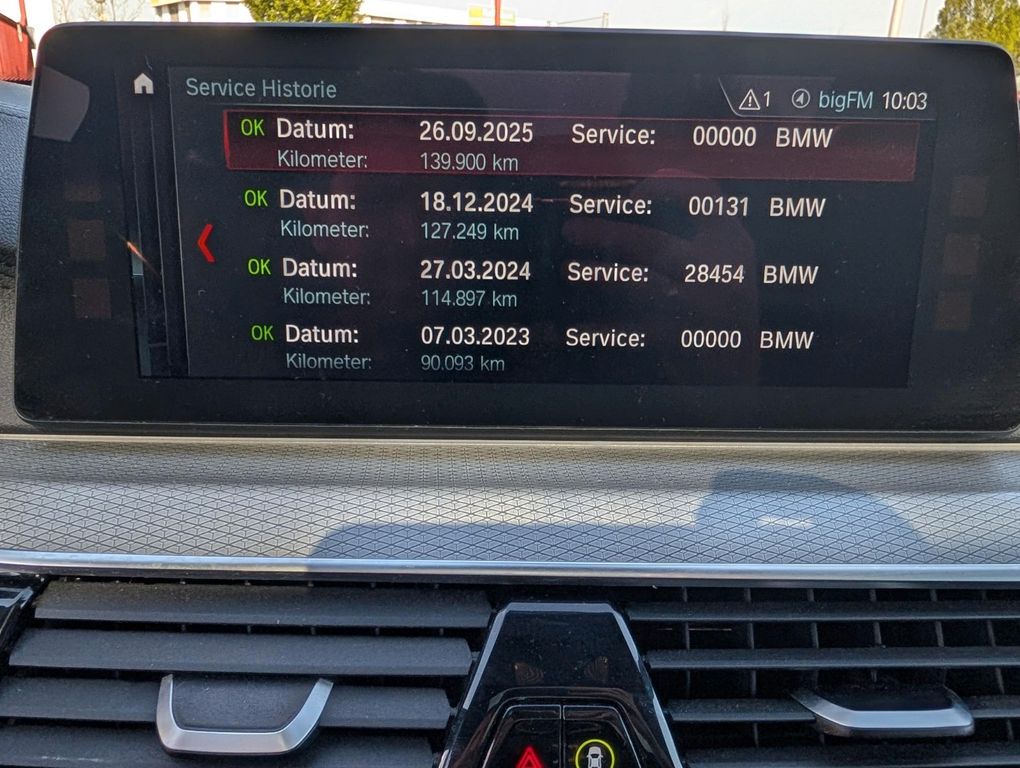 Service Historie 1 bigFM 10:03
OK Datum: 26.09.2025 Service: 00000 BMW
Kilometer: 139.900 km
OK Datum: 18.12.2024 Service: 00131 BMW
Kilometer: 127.249 km
OK Datum: 27.03.2024 Service: 28454 BMW
Kilometer: 114.897 km
OK Datum: 07.03.2023 Service: 00000 BMW
Kilometer: 90.093 km